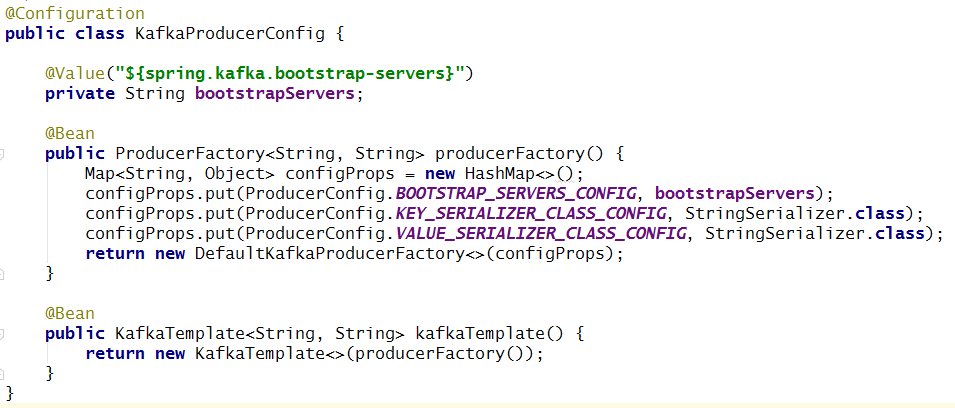 @Configuration
public class KafkaProducerConfig {
@Value("${spring.kafka.bootstrap-servers}")
private String bootstrapServers;
@Bean
public ProducerFactory<String, String> producerFactory() {
Map<String, Object> configProps = new HashMap<>();
configProps.put(ProducerConfig.BOOTSTRAP_SERVERS_CONFIG, bootstrapServers);
configProps.put(ProducerConfig.KEY_SERIALIZER_CLASS_CONFIG, StringSerializer.class);
configProps.put(ProducerConfig.VALUE_SERIALIZER_CLASS_CONFIG, StringSerializer.class);
return new DefaultKafkaProducerFactory<>(configProps);
}
@Bean
public KafkaTemplate<String, String> kafkaTemplate() {
return new KafkaTemplate<>(producerFactory());
}
}